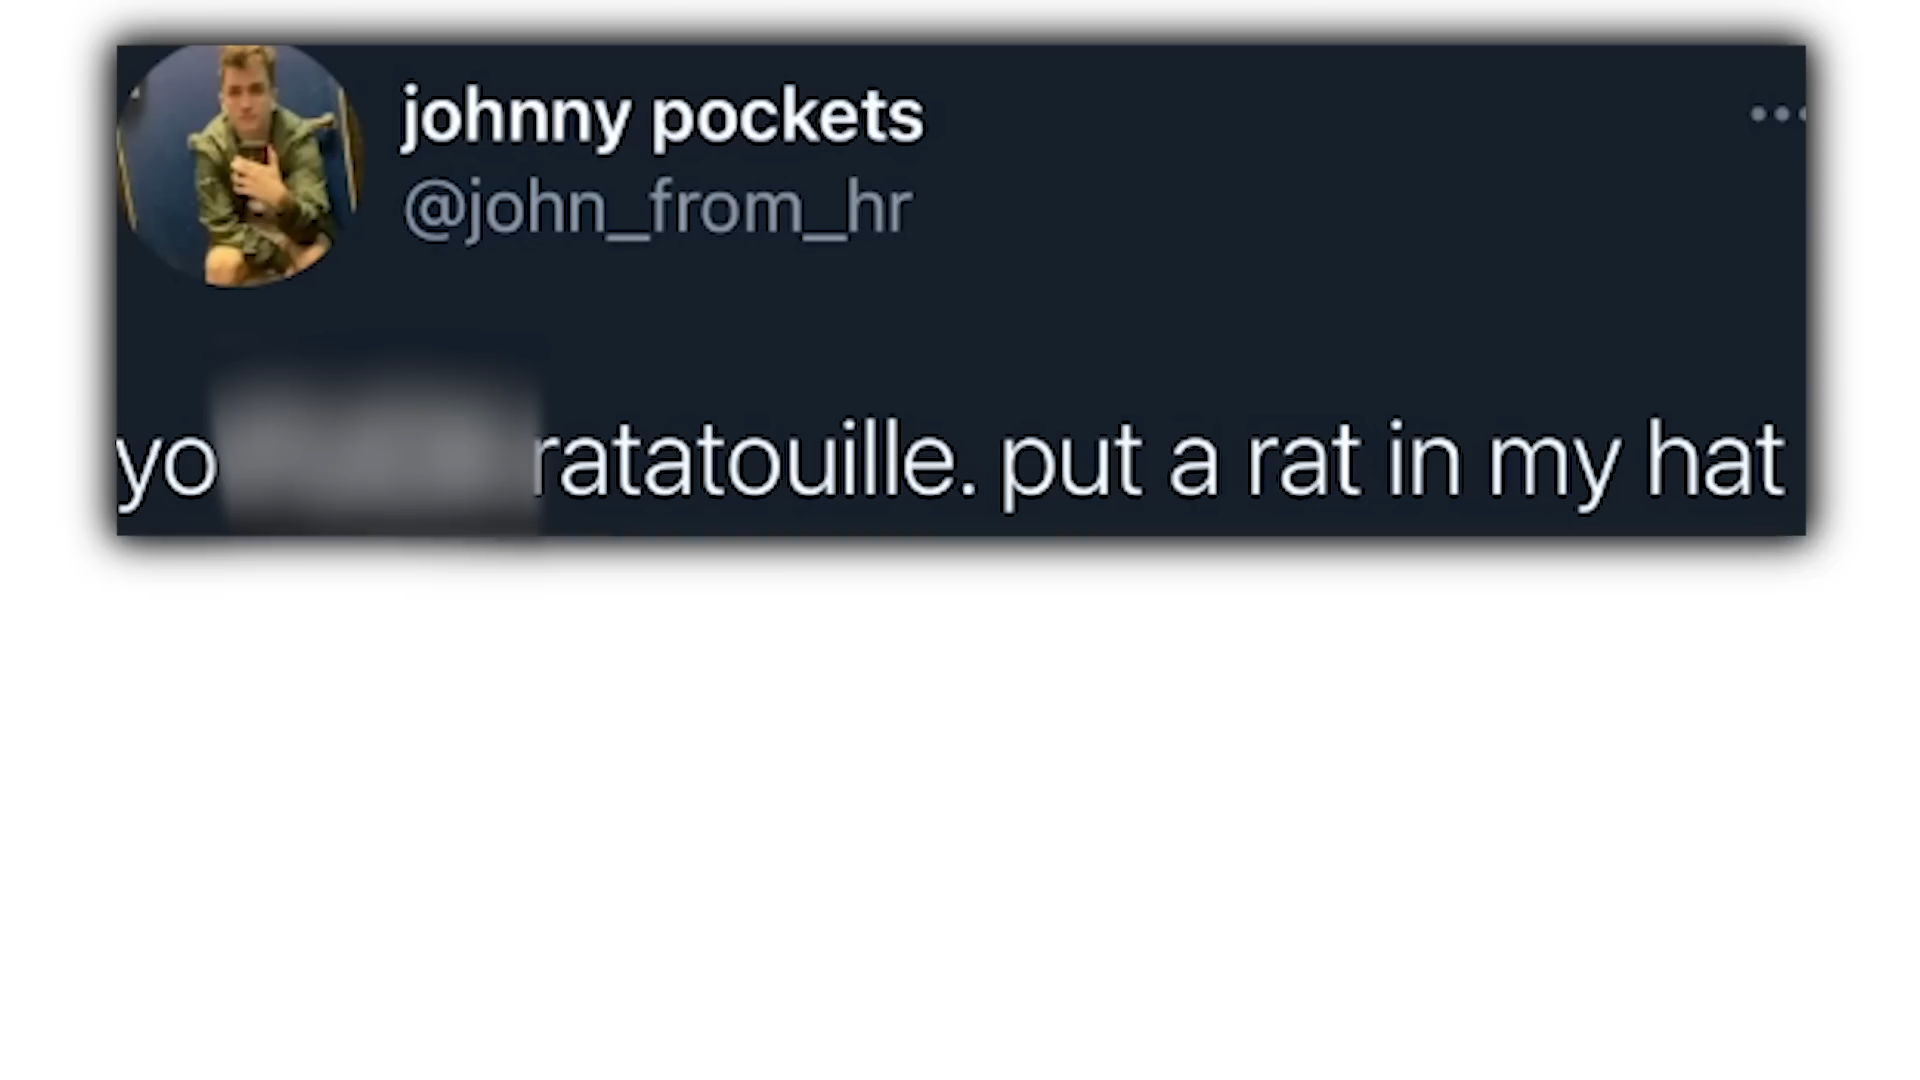 johnny pockets
@john_from_hr
yo ratatouille. put a rat in my hat